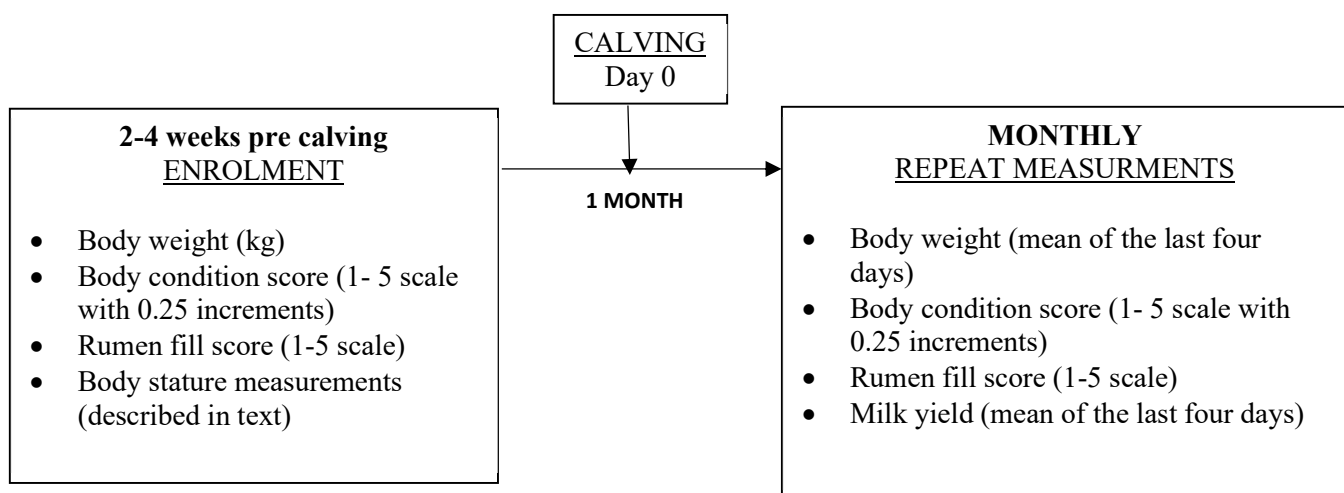 CALVING
Day 0
2-4 weeks pre calving
ENROLMENT
• Body weight (kg)
• Body condition score (1- 5 scale
with 0.25 increments)
• Rumen fill score (1-5 scale)
• Body stature measurements
(described in text)
1 MONTH
MONTHLY
REPEAT MEASURMENTS
• Body weight (mean of the last four
days)
• Body condition score (1- 5 scale with
0.25 increments)
• Rumen fill score (1-5 scale)
• Milk yield (mean of the last four days)